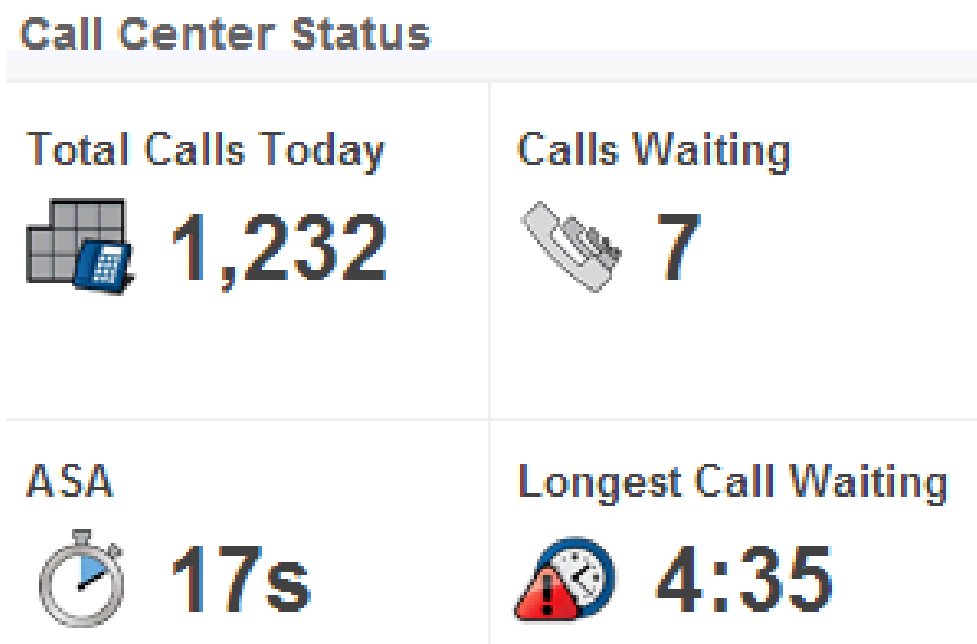 Call Center Status
Total Calls Today
1,232
Calls Waiting
7
ASA
17s
Longest Call Waiting
4:35